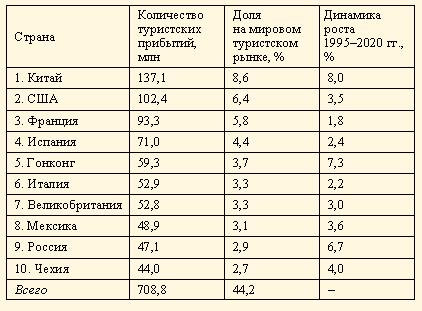 Страна
Количество
туристских
прибытий,
млн
Доля
на мировом
туристском
рынке, %
Динамика
роста
1995–2020 гг.,
%
1. Китай 137,1 8,6 8,0
2. США 102,4 6,4 3,5
3. Франция 93,3 5,8 1,8
4. Испания 71,0 4,4 2,4
5. Гонконг 59,3 3,7 7,3
6. Италия 52,9 3,3 2,2
7. Великобритания 52,8 3,3 3,0
8. Мексика 48,9 3,1 3,6
9. Россия 47,1 2,9 6,7
10. Чехия 44,0 2,7 4,0
Всего 708,8 44,2 –